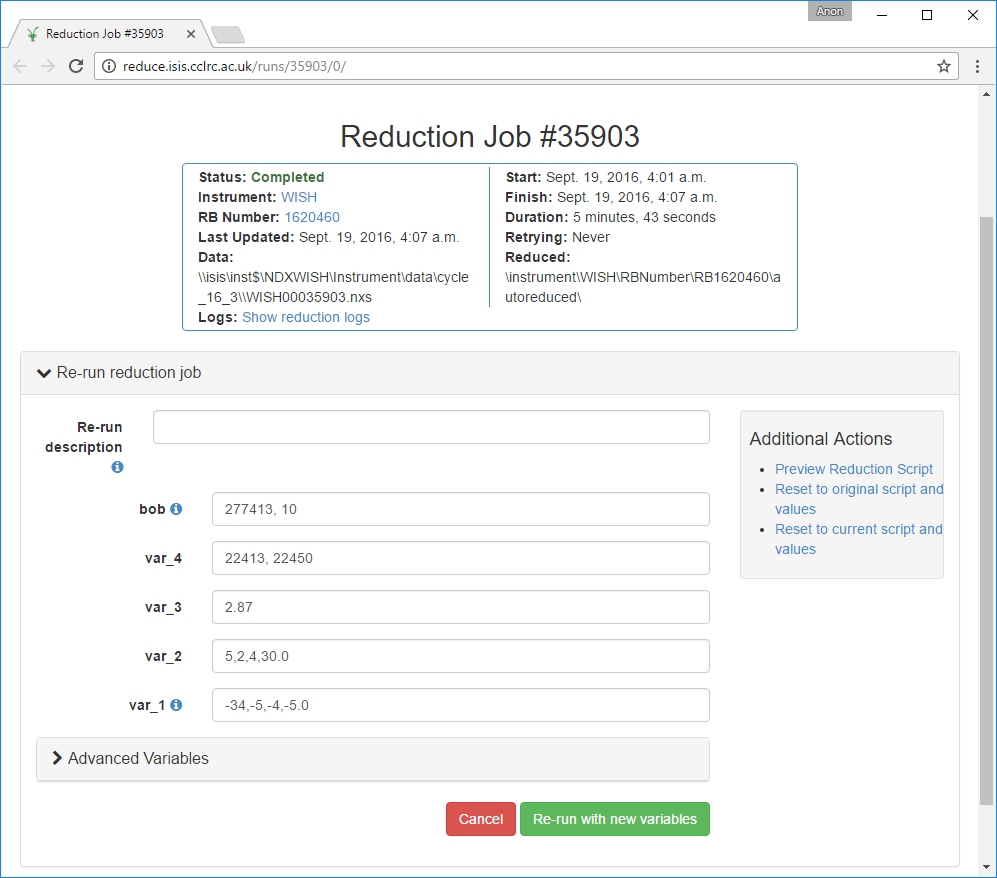 Anon
Reduction Job #35903
reduce.isis.cclrc.ac.uk/runs/35903/0/
Reduction Job #35903
Status: Completed
Instrument: WISH
RB Number: 1620460
Last Updated: Sept. 19, 2016, 4:07 a.m.
Data:
\\isis\inst$\NDXWISH\Instrument\data\cycle
_16_3\\WISH00035903.nxs
Logs: Show reduction logs
Start: Sept. 19, 2016, 4:01 a.m.
Finish: Sept. 19, 2016, 4:07 a.m.
Duration: 5 minutes, 43 seconds
Retrying: Never
Reduced:
\instrument\WISH\RBNumber\RB1620460\a
utoreduced\
Re-run reduction job
Re-run
description
bob 277413, 10
var_4 22413, 22450
var_3 2.87
var_2 5,2,4,30.0
var_1 -34,-5,-4,-5.0
Advanced Variables
Cancel Re-run with new variables
Additional Actions
Preview Reduction Script
Reset to original script and
values
Reset to current script and
values